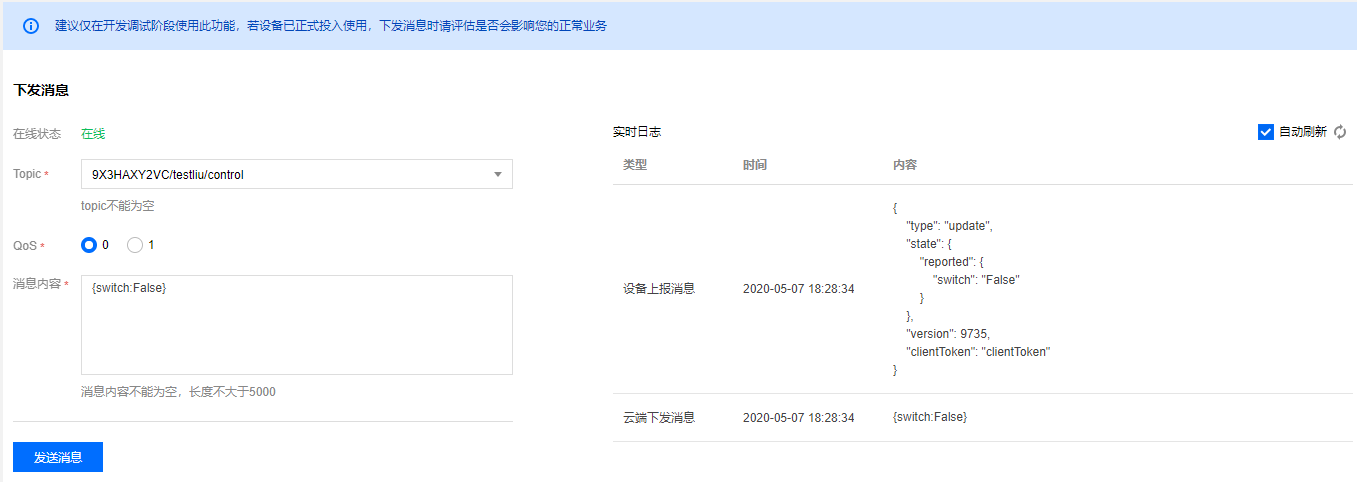 建议仅在开发调试阶段使用此功能，若设备已正式投入使用，下发消息时请评估是否会影响您的正常业务
下发消息
在线状态 在线
Topic * 9X3HAXY2VC/testliu/control
topic不能为空
QoS * 0 1
消息内容 * {switch:False}
消息内容不能为空，长度不大于5000
发送消息
实时日志 自动刷新
类型 时间 内容
设备上报消息 2020-05-07 18:28:34
{
"type": "update",
"state": {
"reported": {
"switch": "False"
}
},
"version": 9735,
"clientToken": "clientToken"
}
云端下发消息 2020-05-07 18:28:34 {switch:False}